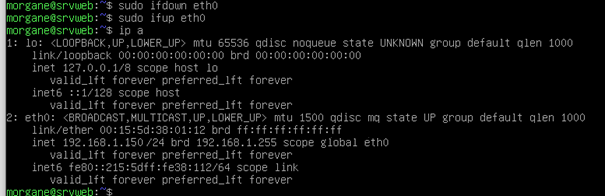 morgane@srvweb:~$ sudo ifdown eth0
morgane@srvweb:~$ sudo ifup eth0
morgane@srvweb:~$ ip a
1: lo: <LOOPBACK,UP,LOWER_UP> mtu 65536 qdisc noqueue state UNKNOWN group default qlen 1000
    link/loopback 00:00:00:00:00:00 brd 00:00:00:00:00:00
    inet 127.0.0.1/8 scope host lo
       valid_lft forever preferred_lft forever
    inet6 ::1/128 scope host
       valid_lft forever preferred_lft forever
2: eth0: <BROADCAST,MULTICAST,UP,LOWER_UP> mtu 1500 qdisc mq state UP group default qlen 1000
    link/ether 00:15:5d:38:01:12 brd ff:ff:ff:ff:ff:ff
    inet 192.168.1.150/24 brd 192.168.1.255 scope global eth0
       valid_lft forever preferred_lft forever
    inet6 fe80::215:5dff:fe38:112/64 scope link
       valid_lft forever preferred_lft forever
morgane@srvweb:~$